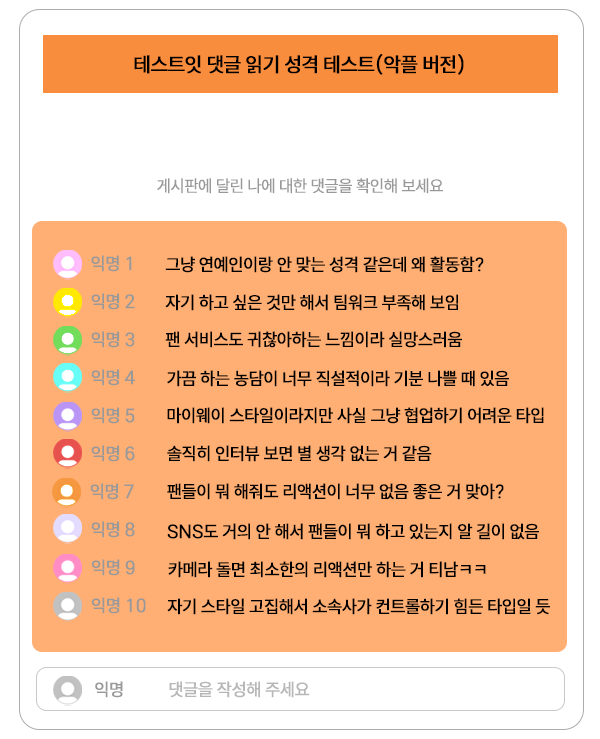 테스트잇 댓글 읽기 성격 테스트(악플 버전)
게시판에 달린 나에 대한 댓글을 확인해 보세요
익명 1 그냥 연예인이랑 안 맞는 성격 같은데 왜 활동함?
익명 2 자기 하고 싶은 것만 해서 팀워크 부족해 보임
익명 3 팬 서비스도 귀찮아하는 느낌이라 실망스러움
익명 4 가끔 하는 농담이 너무 직설적이라 기분 나쁠 때 있음
익명 5 마이웨이 스타일이라지만 사실 그냥 협업하기 어려운 타입
익명 6 솔직히 인터뷰 보면 별 생각 없는 거 같음
익명 7 팬들이 뭐 해줘도 리액션이 너무 없음 좋은 거 맞아?
익명 8 SNS도 거의 안 해서 팬들이 뭐 하고 있는지 알 길이 없음
익명 9 카메라 돌면 최소한의 리액션만 하는 거 티남ㅋㅋ
익명 10 자기 스타일 고집해서 소속사가 컨트롤하기 힘든 타입일 듯
익명 댓글을 작성해 주세요